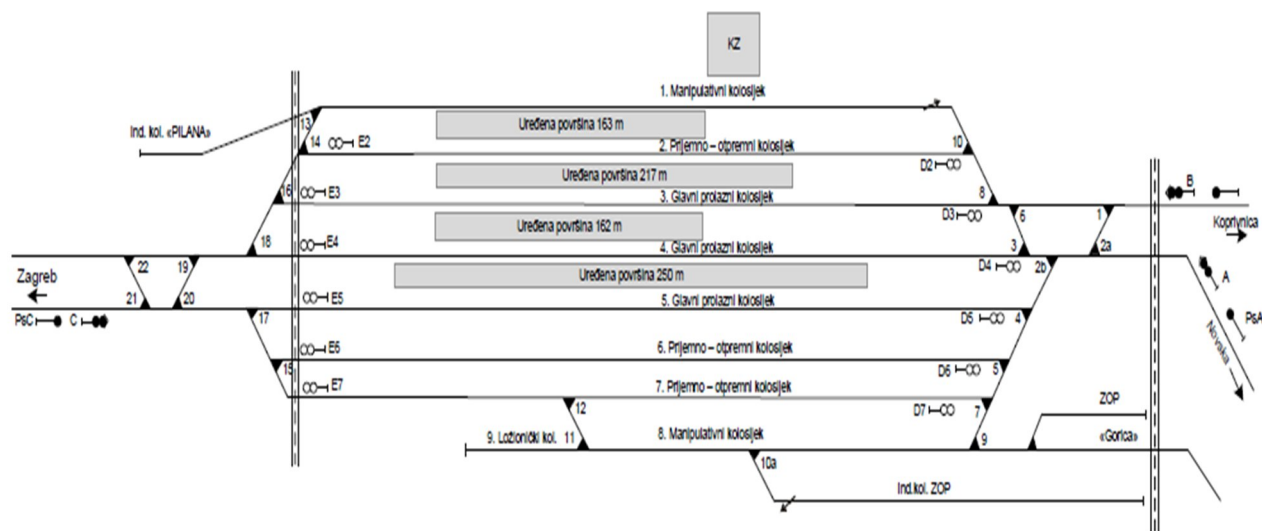 KZ
1. Manipulativni kolosijek
Ind. kol. «PILANA»
13
Uređena površina 163 m
14
E2
2. Prijemno – otpremni kolosijek
10
D2
Uređena površina 217 m
16
E3
3. Glavni prolazni kolosijek
8
B
D3
6
1
Koprivnica
Uređena površina 162 m
18
E4
4. Glavni prolazni kolosijek
3
2a
Zagreb
22
19
Uređena površina 250 m
D4
2b
A
21
20
E5
5. Glavni prolazni kolosijek
PsC
C
17
D5
4
PsA
Novaka
E6
6. Prijemno – otpremni kolosijek
15
D6
5
E7
7. Prijemno – otpremni kolosijek
12
D7
7
ZOP
9. Ložionički kol.
11
8. Manipulativni kolosijek
9
«Gorica»
10a
Ind.kol. ZOP